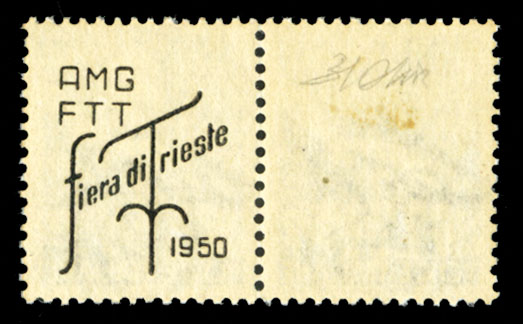 AMG
FTT
fiera di Trieste
1950